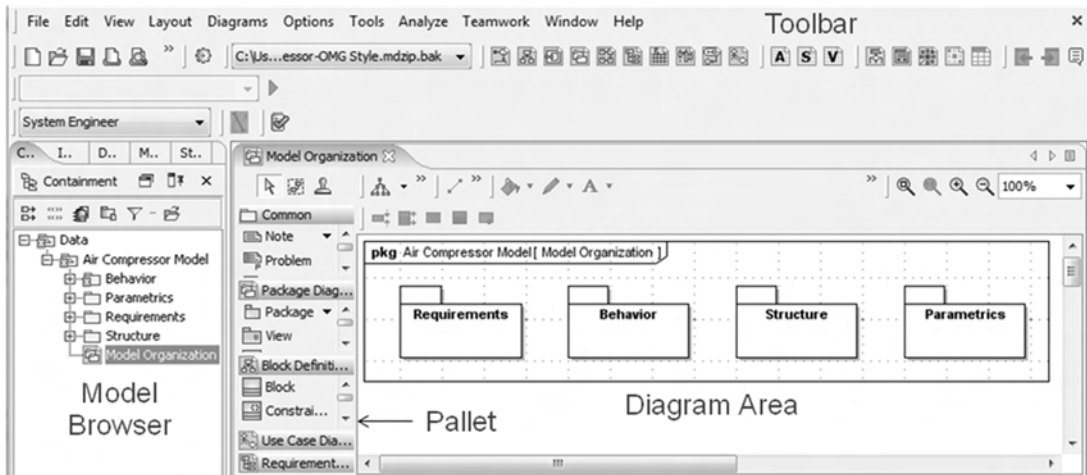 File Edit View Layout Diagrams Options Tools Analyze Teamwork Window Help
Toolbar
C:\Us...essor-OMG Style.mdzip.bak
A S V
System Engineer
C.. I.. D.. M.. St..
Containment
Data
Air Compressor Model
Behavior
Parametrics
Requirements
Structure
Model Organization
Model
Browser
Model Organization
A
100%
Common
Note
Problem
Package Diag...
Package
View
Block Definiti...
Block
Constrai...
Use Case Dia...
Requirement...
pkg Air Compressor Model[ Model Organization ]
Requirements
Behavior
Structure
Parametrics
Pallet
Diagram Area